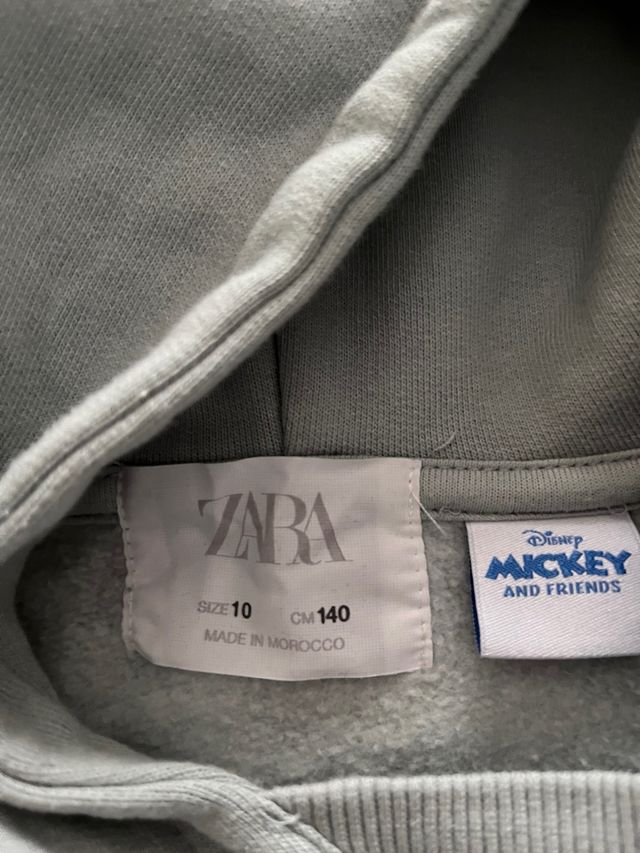 ZARA
SIZE 10 CM 140
MADE IN MOROCCO
Disney
MICKEY
AND FRIENDS